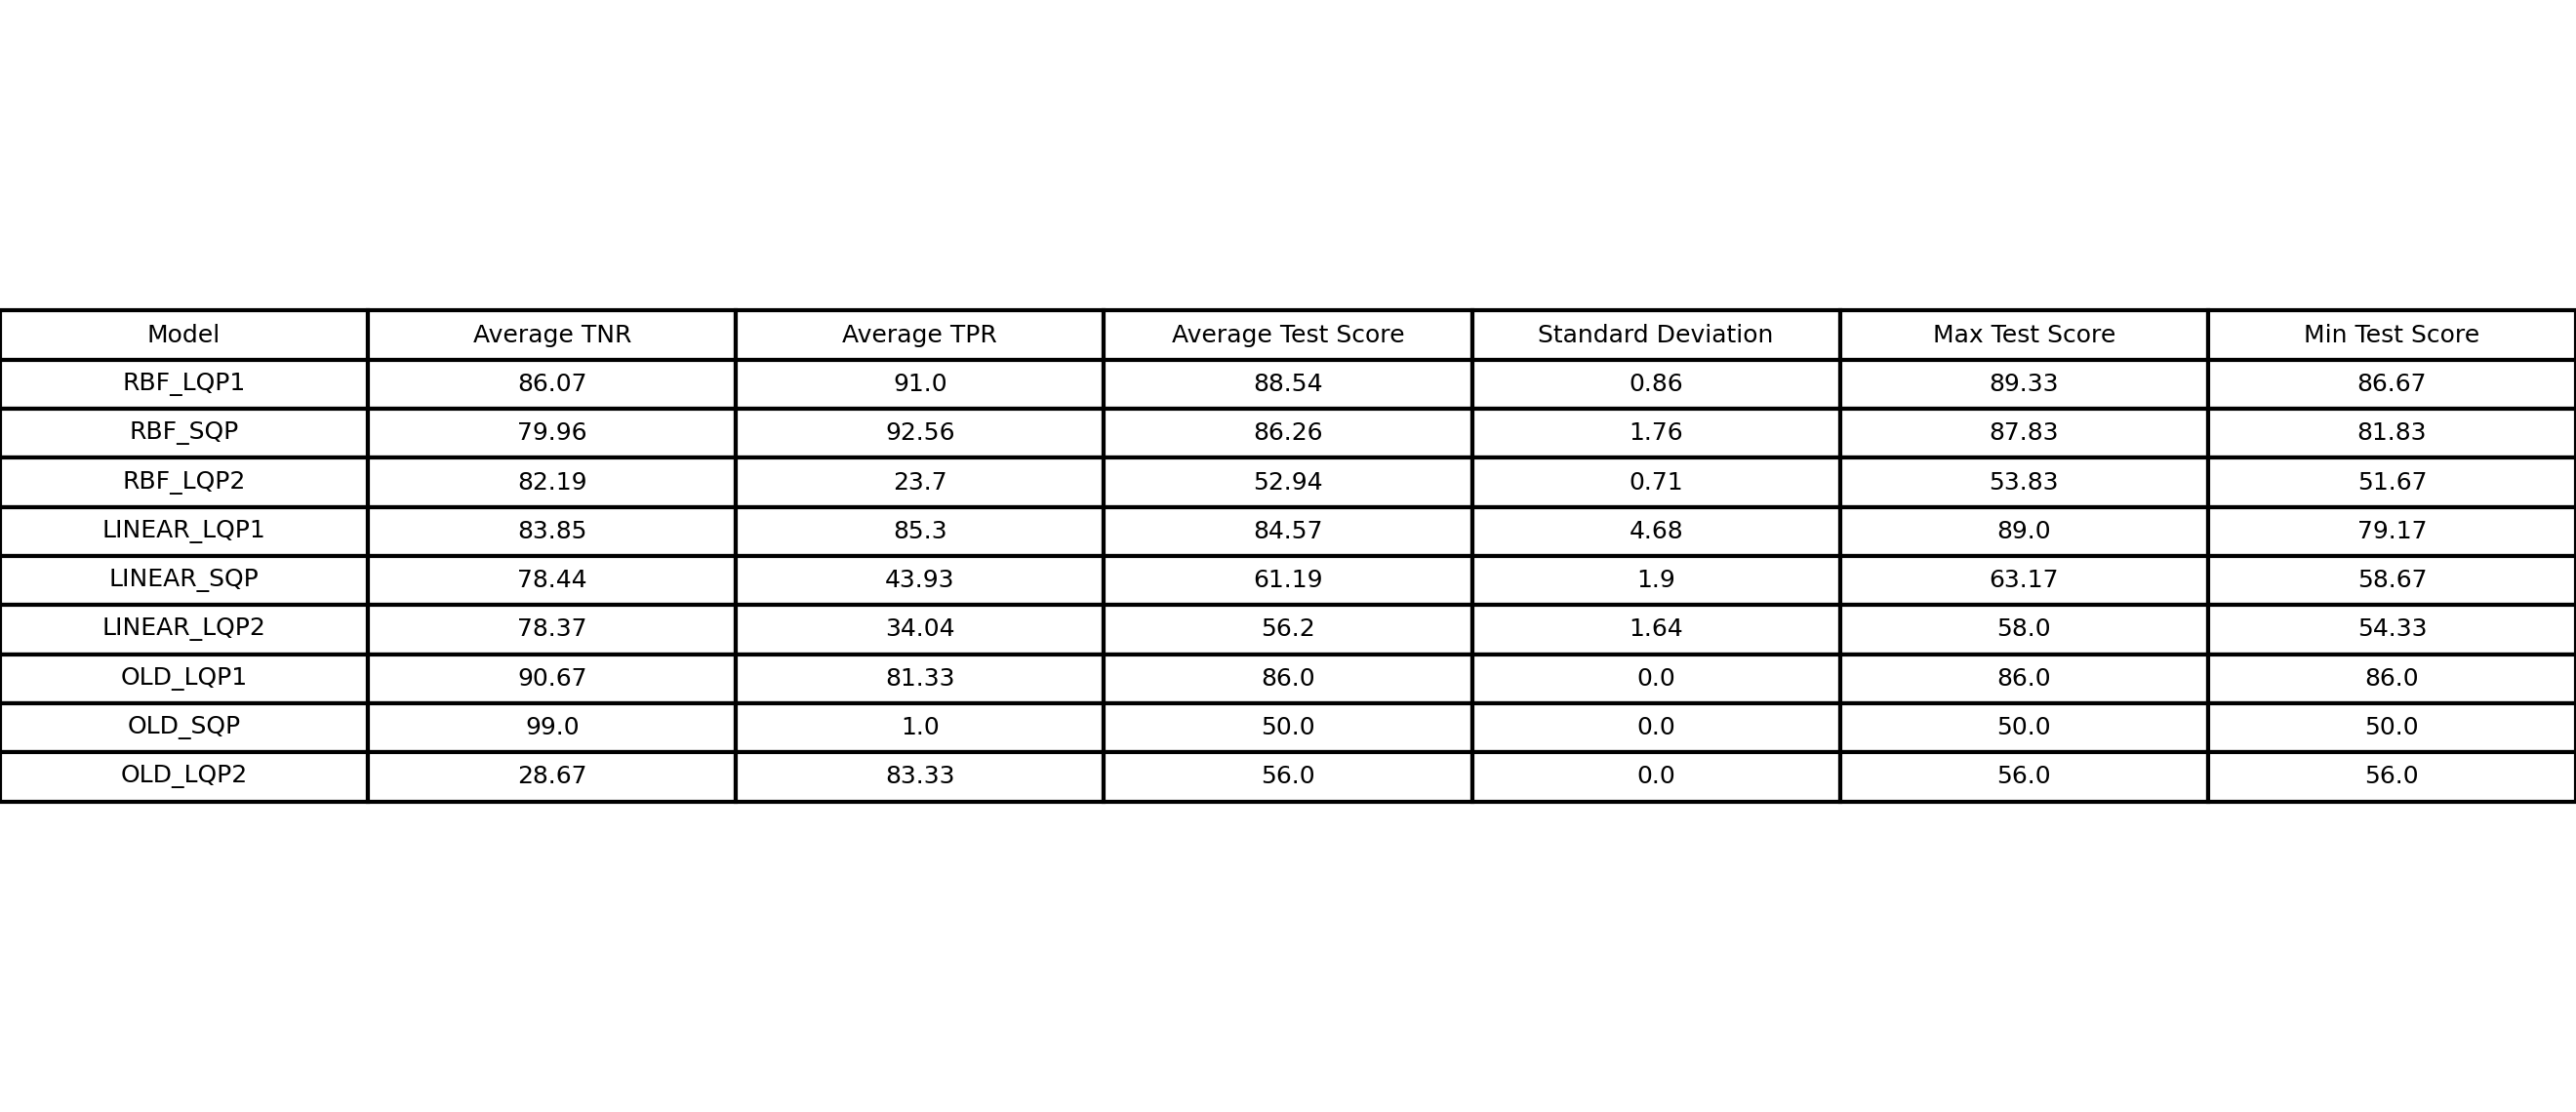 Model Average TNR Average TPR Average Test Score Standard Deviation Max Test Score Min Test Score
RBF_LQP1 86.07 91.0 88.54 0.86 89.33 86.67
RBF_SQP 79.96 92.56 86.26 1.76 87.83 81.83
RBF_LQP2 82.19 23.7 52.94 0.71 53.83 51.67
LINEAR_LQP1 83.85 85.3 84.57 4.68 89.0 79.17
LINEAR_SQP 78.44 43.93 61.19 1.9 63.17 58.67
LINEAR_LQP2 78.37 34.04 56.2 1.64 58.0 54.33
OLD_LQP1 90.67 81.33 86.0 0.0 86.0 86.0
OLD_SQP 99.0 1.0 50.0 0.0 50.0 50.0
OLD_LQP2 28.67 83.33 56.0 0.0 56.0 56.0